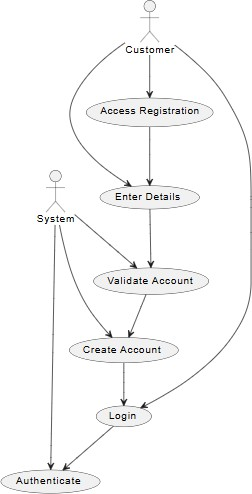 Customer
Access Registration
Enter Details
System
Validate Account
Create Account
Login
Authenticate